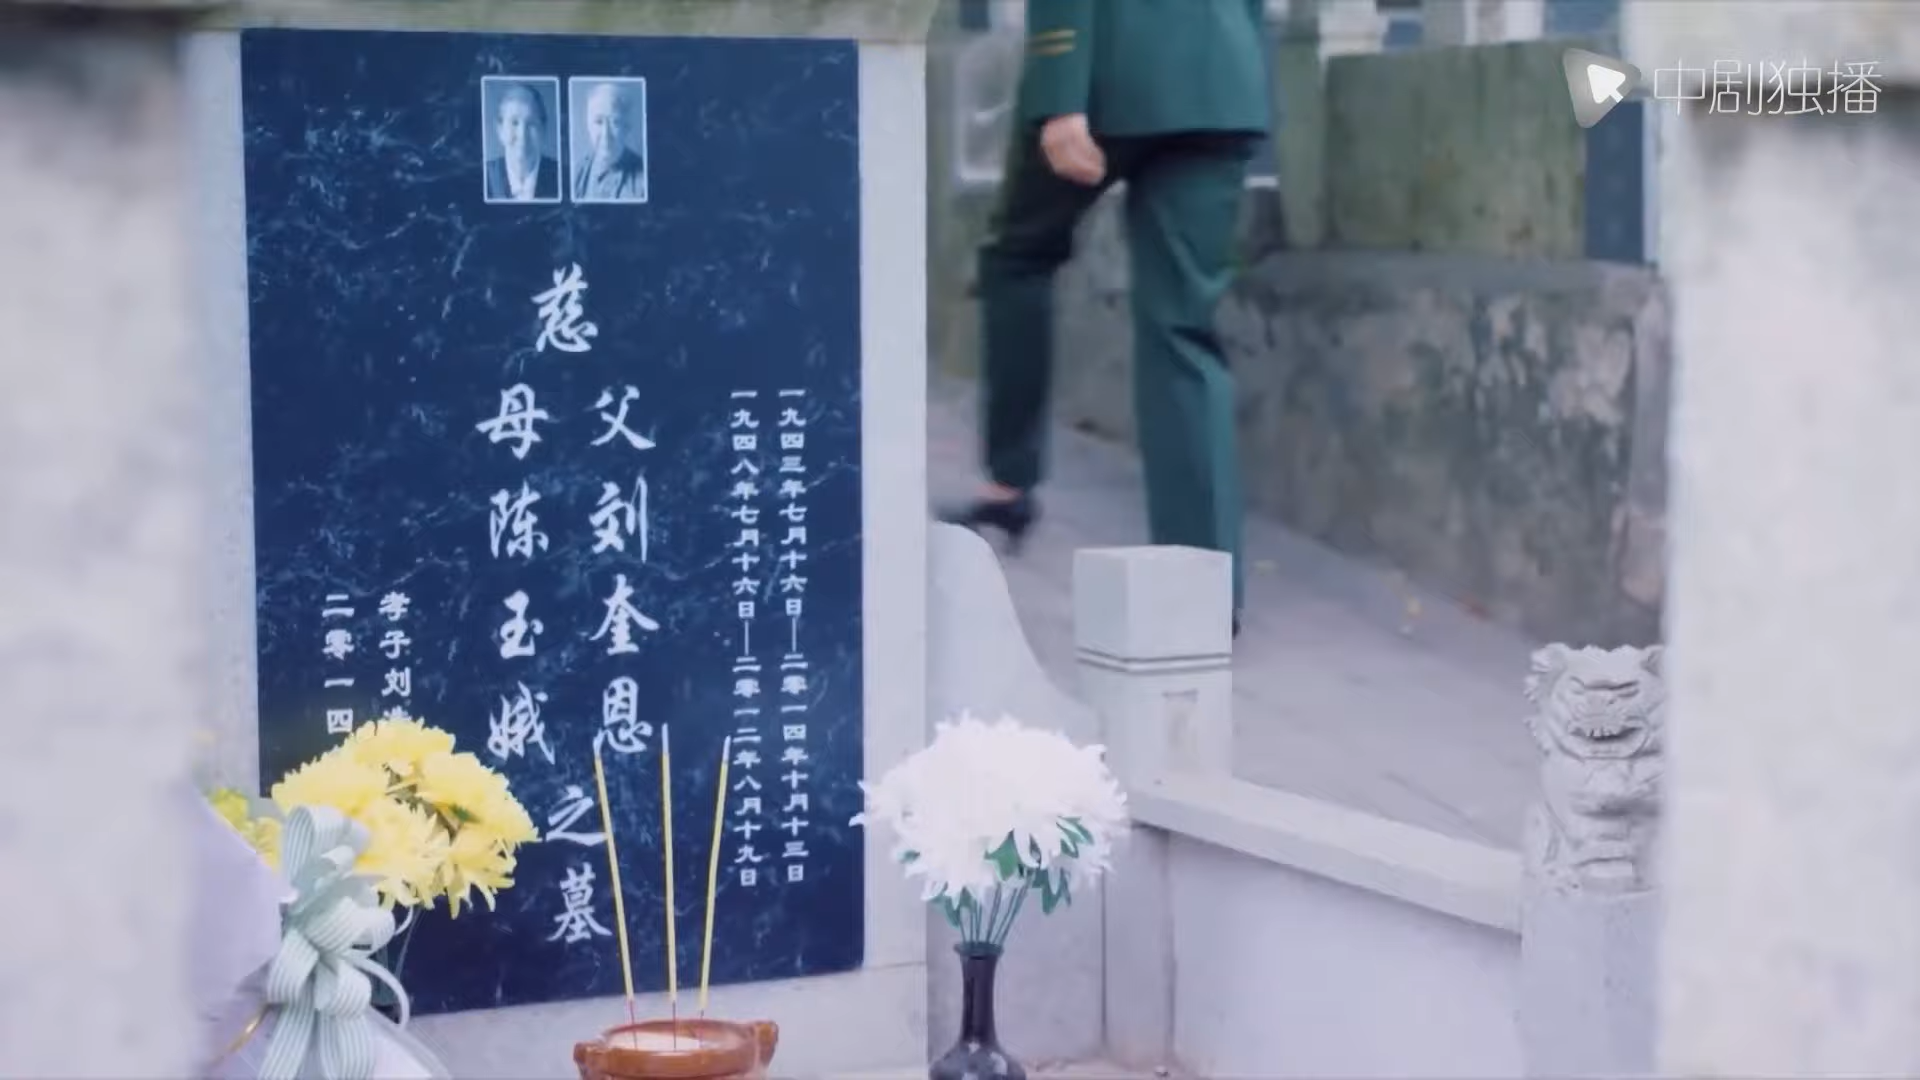 中剧独播
一九四三年七月十六日—二零一四年十月十三日
一九四八年七月十六日—二零一二年八月十九日
慈
父刘奎恩
母陈玉娥
之墓
孝子刘
二零一四